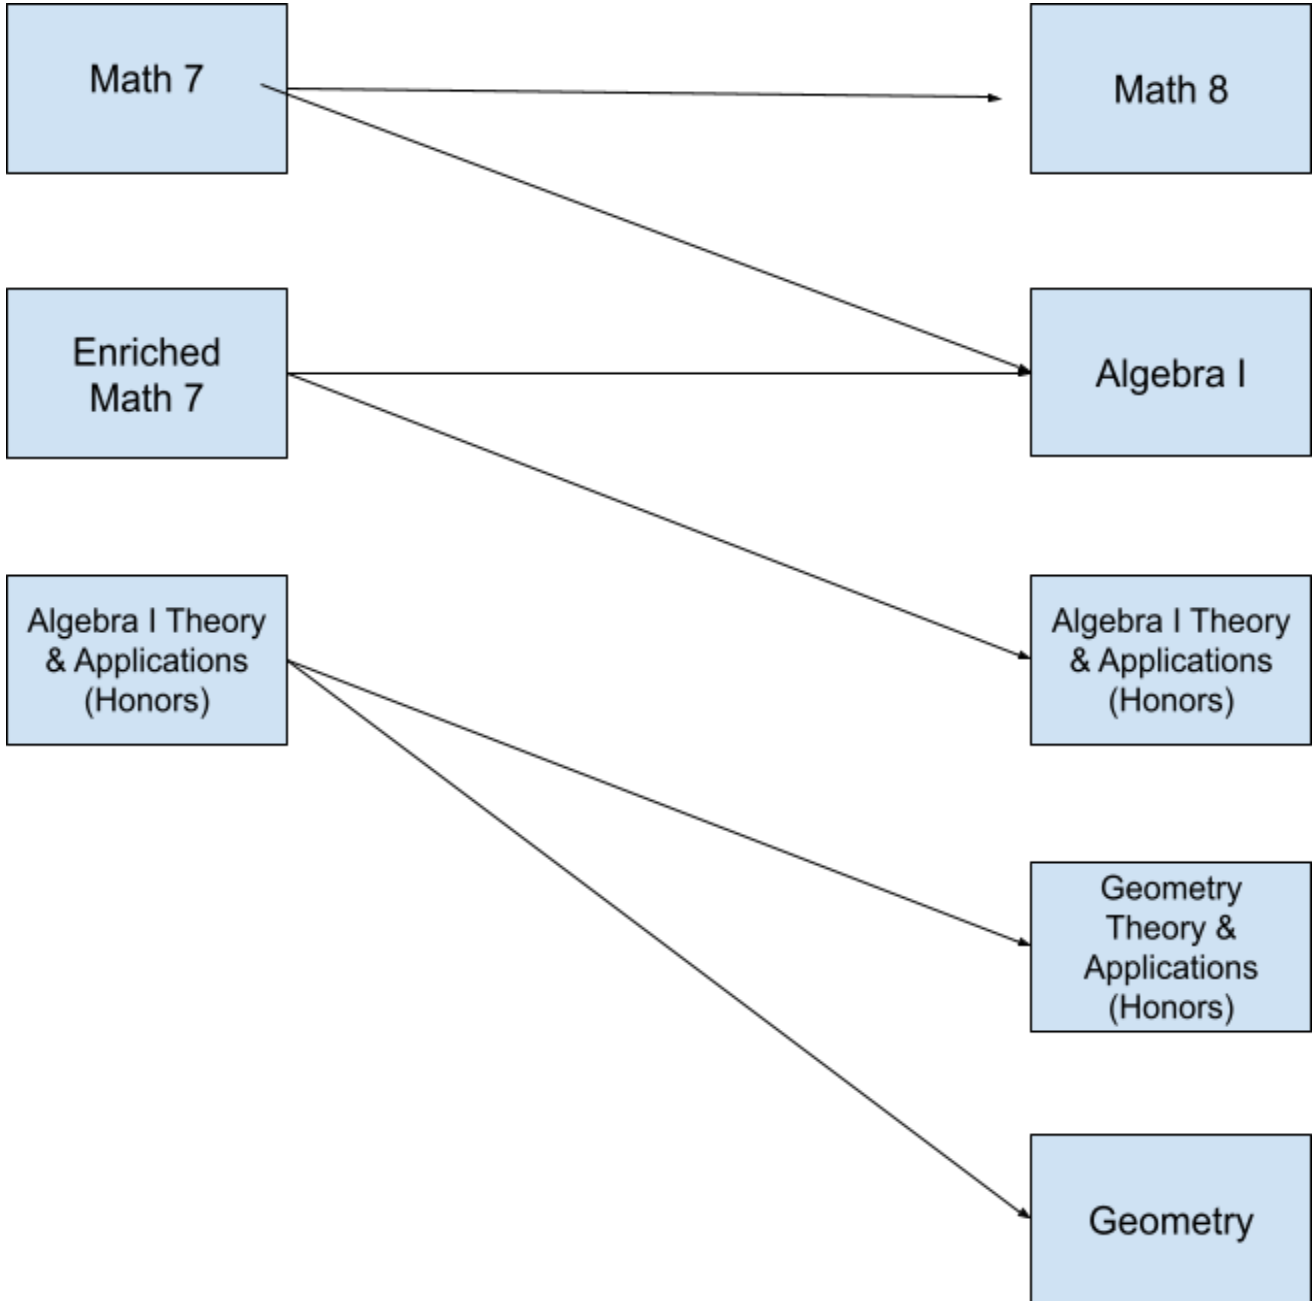 Math 7
Math 8
Enriched
Math 7
Algebra I
Algebra I Theory
& Applications
(Honors)
Algebra I Theory
& Applications
(Honors)
Geometry
Theory &
Applications
(Honors)
Geometry